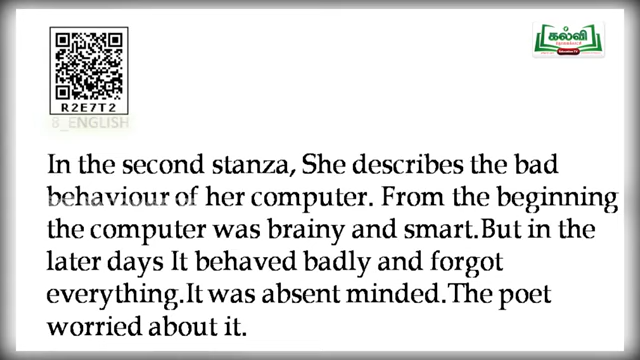 கல்வி
R2E7T2
8_ENGLISH
In the second stanza, She describes the bad
behaviour of her computer. From the beginning
the computer was brainy and smart.But in the
later days It behaved badly and forgot
everything.It was absent minded.The poet
worried about it.